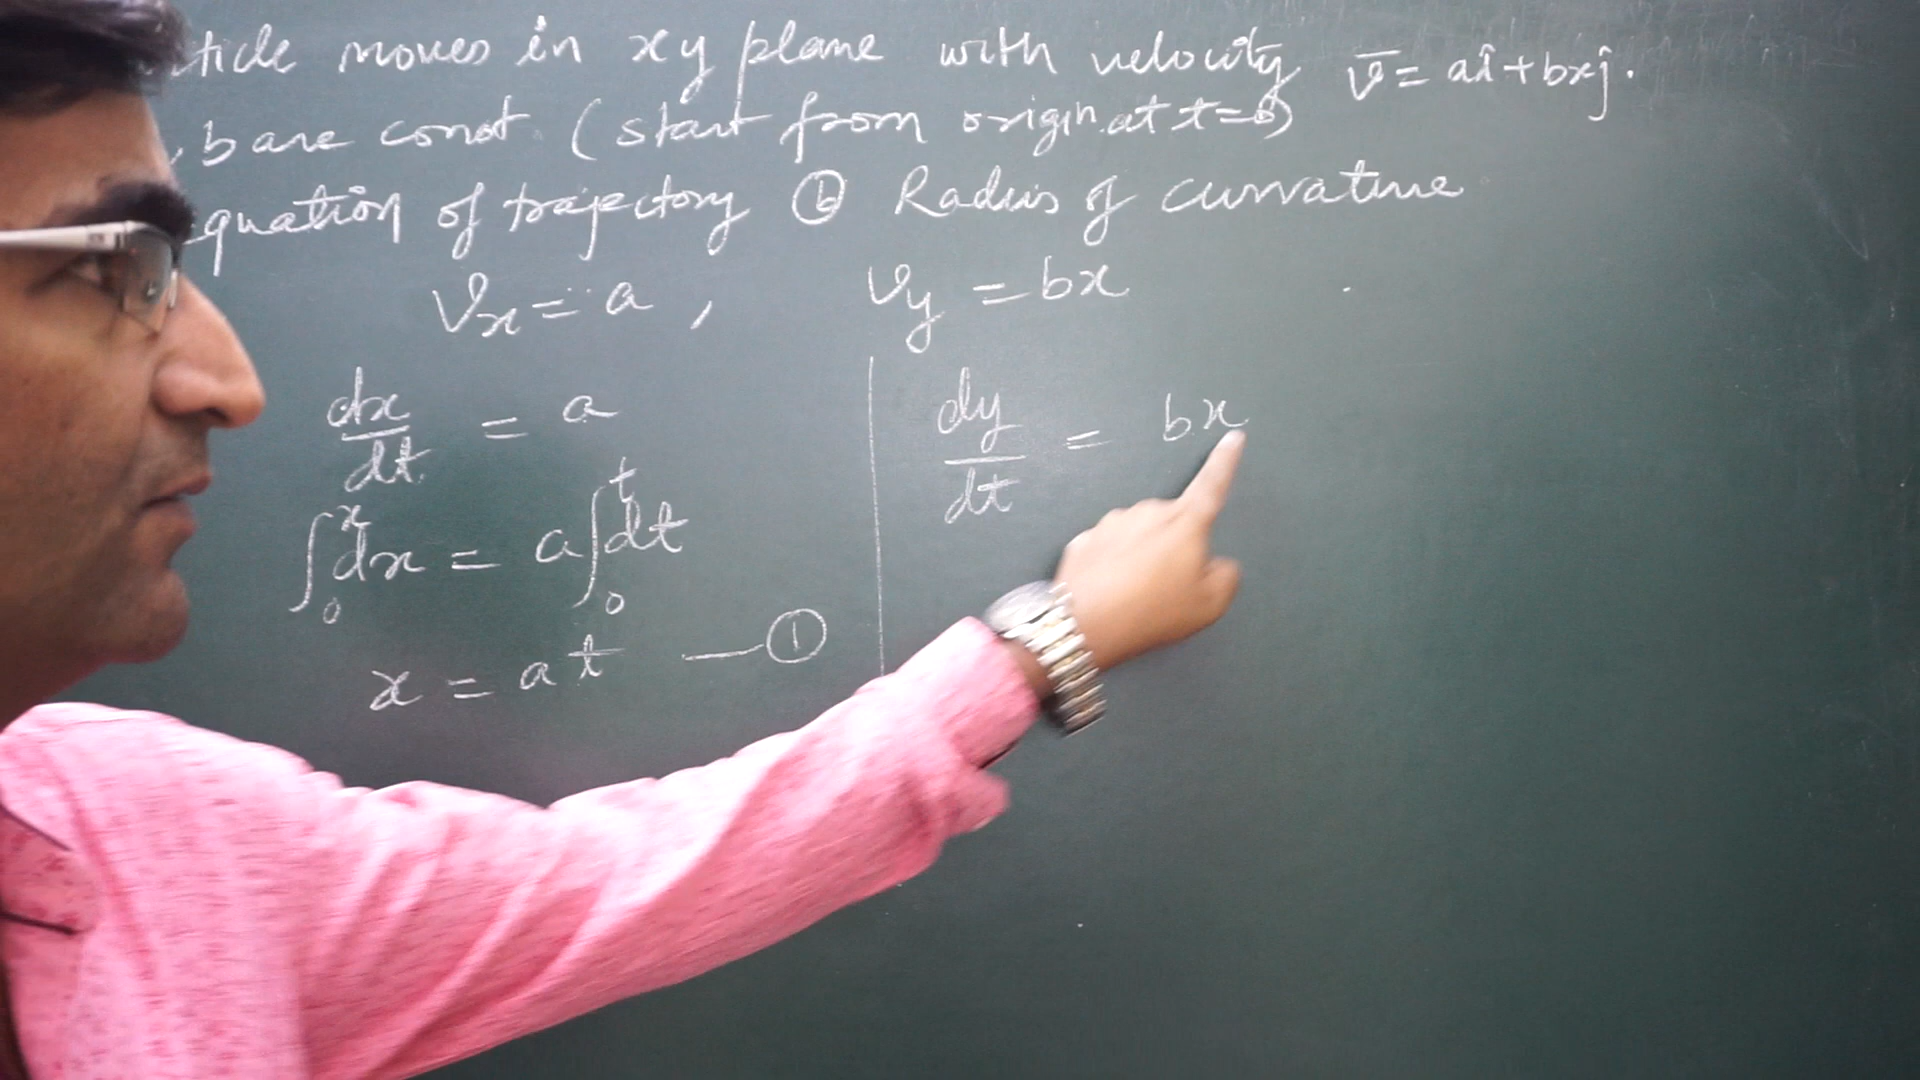 ticle moves in xy plane with velocity v̄ = aî + bxĵ.
, b are const. (start from origin at t=0)
equation of trajectory ⓑ Radius of curvature
vx = a , vy = bx
dx/dt = a
dy/dt = bx
∫₀ˣ dx = a ∫₀ᵗ dt
x = at — ①